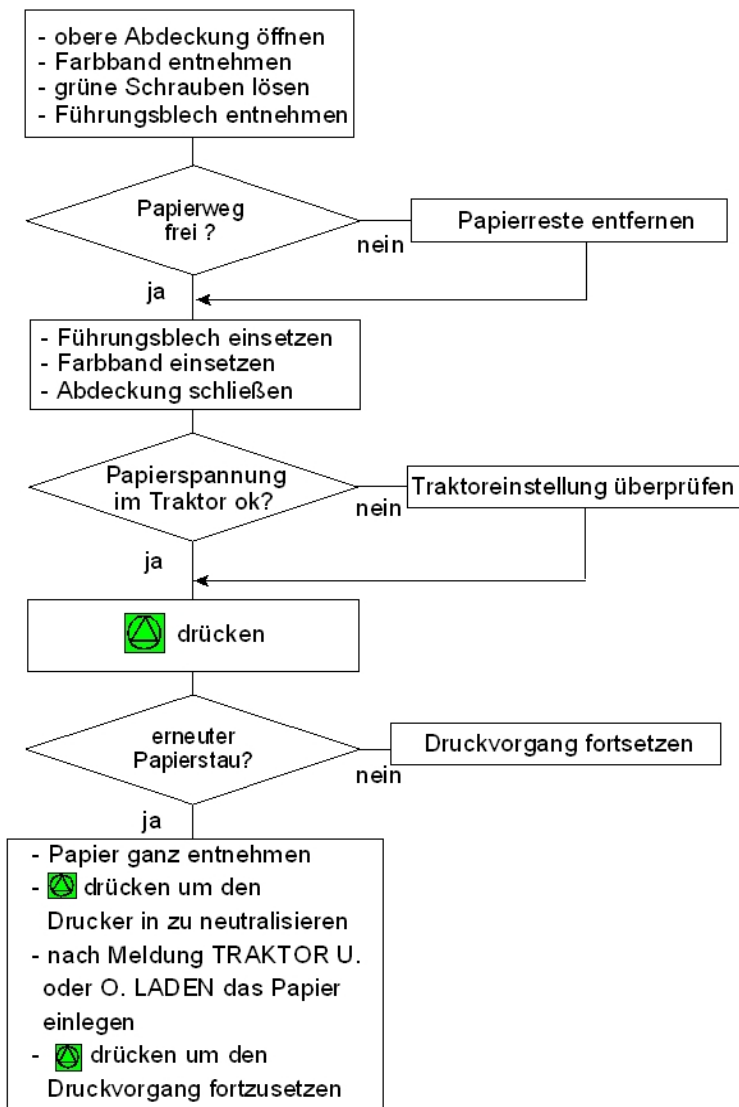 - obere Abdeckung öffnen
- Farbband entnehmen
- grüne Schrauben lösen
- Führungsblech entnehmen
Papierweg
frei ?
nein
Papierreste entfernen
ja
- Führungsblech einsetzen
- Farbband einsetzen
- Abdeckung schließen
Papierspannung
im Traktor ok?
nein
Traktoreinstellung überprüfen
ja
drücken
erneuter
Papierstau?
nein
Druckvorgang fortsetzen
ja
- Papier ganz entnehmen
- drücken um den
Drucker in zu neutralisieren
- nach Meldung TRAKTOR U.
oder O. LADEN das Papier
einlegen
- drücken um den
Druckvorgang fortzusetzen